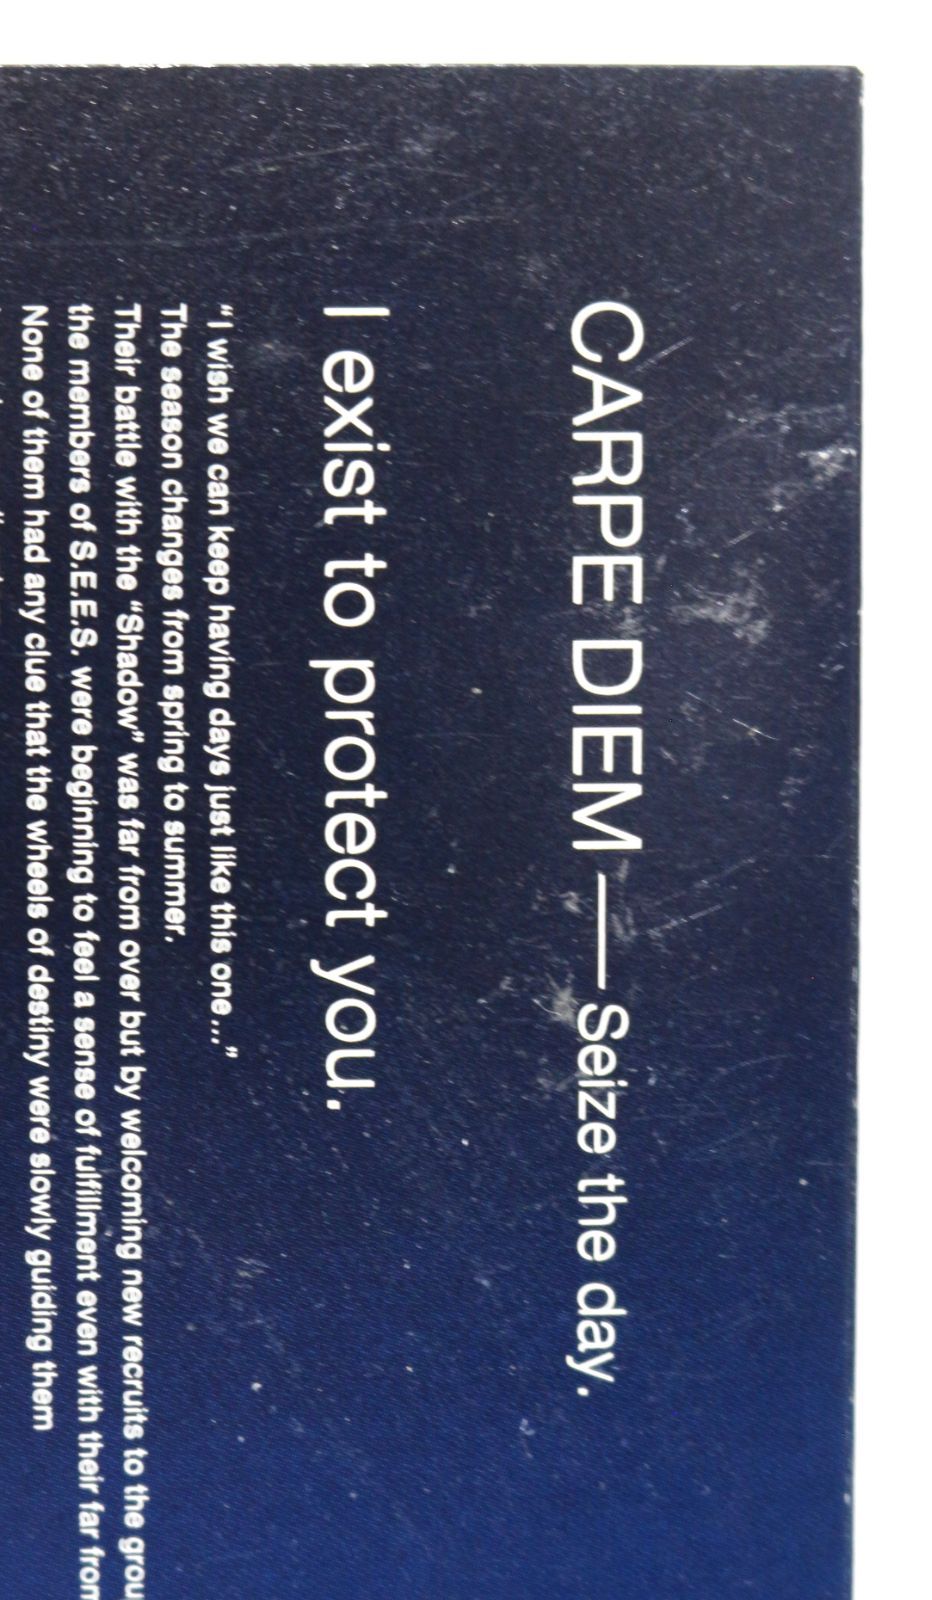 CARPE DIEM — Seize the day.
I exist to protect you.
“I wish we can keep having days just like this one...”
The season changes from spring to summer.
Their battle with the “Shadow” was far from over but by welcoming new recruits to the grou
the members of S.E.E.S. were beginning to feel a sense of fulfillment even with their far from
None of them had any clue that the wheels of destiny were slowly guiding them